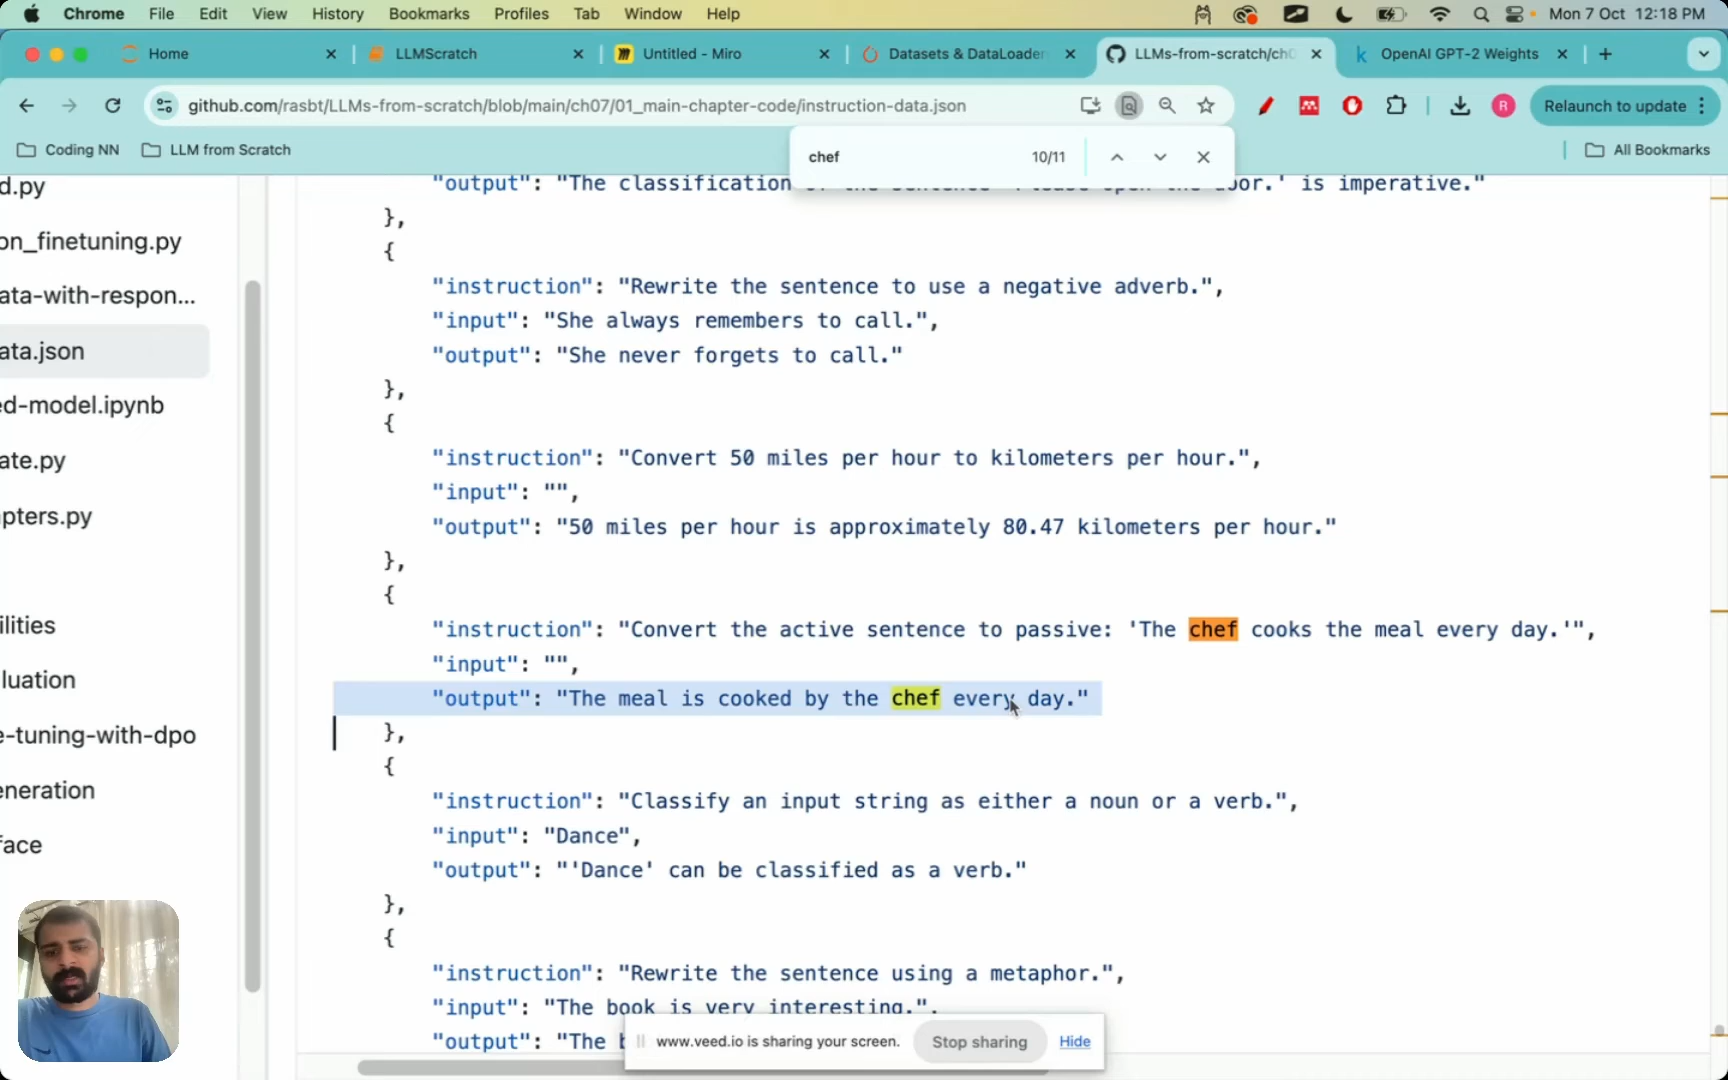 Chrome File Edit View History Bookmarks Profiles Tab Window Help Mon 7 Oct 12:18 PM
Home LLMScratch Untitled - Miro Datasets & DataLoader LLMs-from-scratch/ch0 OpenAI GPT-2 Weights
github.com/rasbt/LLMs-from-scratch/blob/main/ch07/01_main-chapter-code/instruction-data.json Relaunch to update
Coding NN LLM from Scratch All Bookmarks
chef 10/11
d.py
on_finetuning.py
ata-with-respon...
ata.json
ed-model.ipynb
ate.py
apters.py
ilities
luation
e-tuning-with-dpo
eneration
face
"output": "The classification of the sentence 'Please open the door.' is imperative."
},
{
"instruction": "Rewrite the sentence to use a negative adverb.",
"input": "She always remembers to call.",
"output": "She never forgets to call."
},
{
"instruction": "Convert 50 miles per hour to kilometers per hour.",
"input": "",
"output": "50 miles per hour is approximately 80.47 kilometers per hour."
},
{
"instruction": "Convert the active sentence to passive: 'The chef cooks the meal every day.'",
"input": "",
"output": "The meal is cooked by the chef every day."
},
{
"instruction": "Classify an input string as either a noun or a verb.",
"input": "Dance",
"output": "'Dance' can be classified as a verb."
},
{
"instruction": "Rewrite the sentence using a metaphor.",
"input": "The book is very interesting.",
"output": "The b
www.veed.io is sharing your screen. Stop sharing Hide